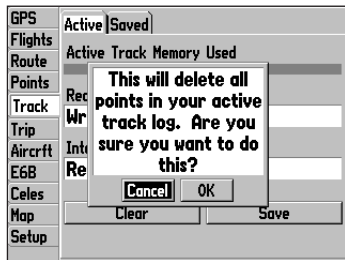 GPS
Flights
Route
Points
Track
Trip
Aircrft
E6B
Celes
Map
Setup
Active Saved
Active Track Memory Used
This will delete all
points in your active
track log. Are you
sure you want to do
this?
Cancel OK
Clear Save